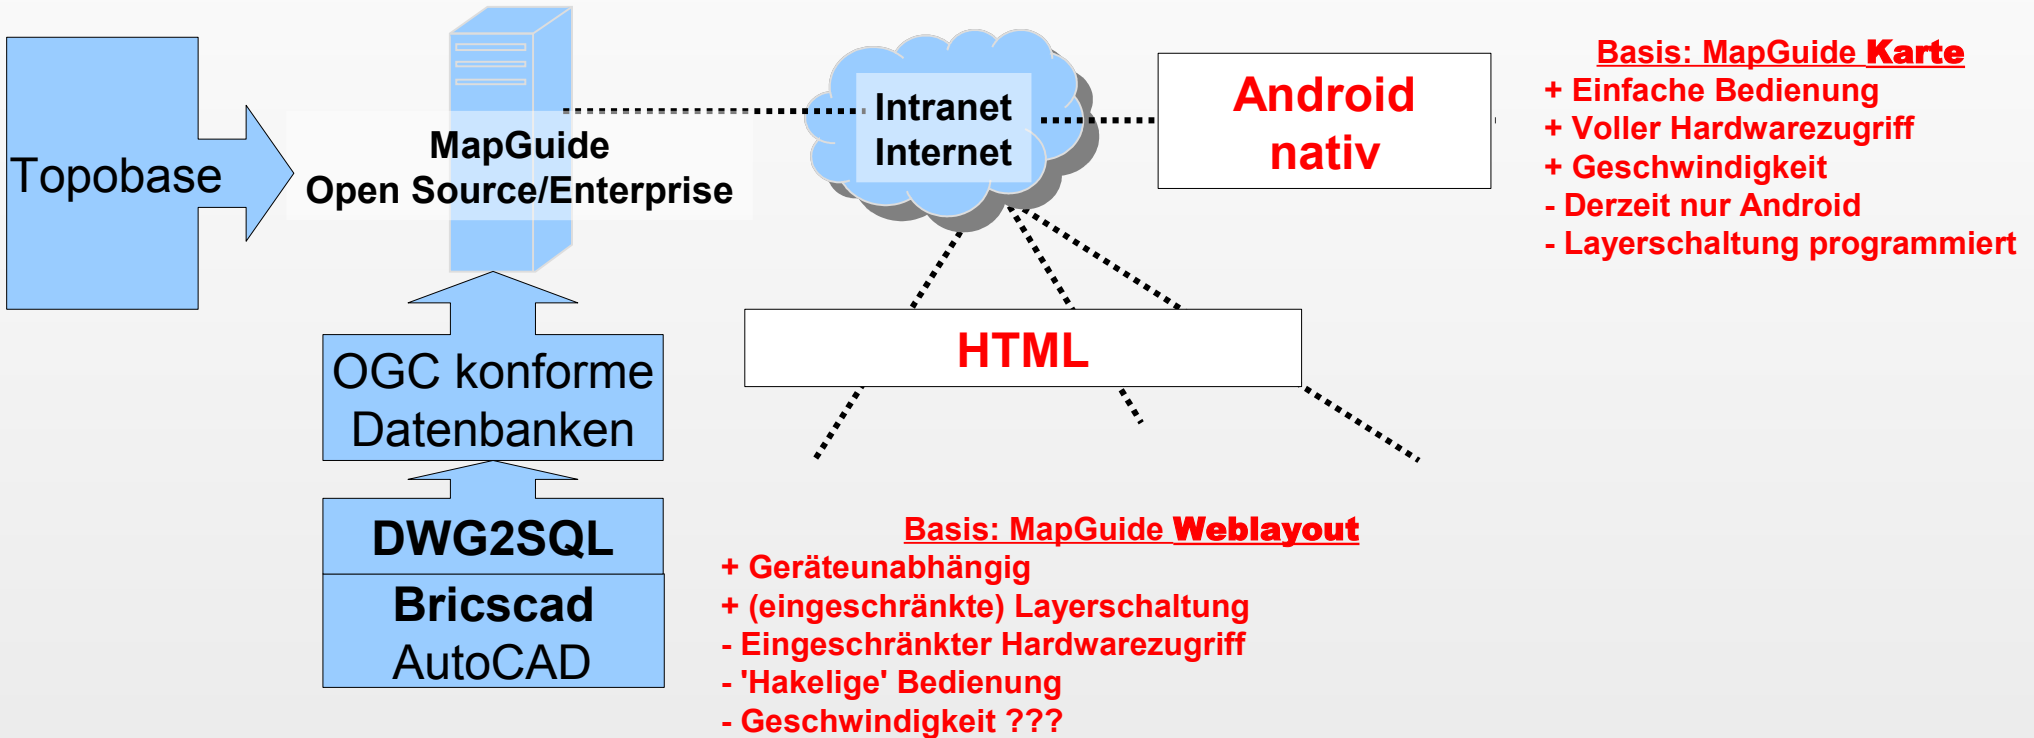 Topobase
MapGuide
Open Source/Enterprise
Intranet
Internet
Android
nativ
Basis: MapGuide Karte
+ Einfache Bedienung
+ Voller Hardwarezugriff
+ Geschwindigkeit
- Derzeit nur Android
- Layerschaltung programmiert
HTML
OGC konforme
Datenbanken
DWG2SQL
Bricscad
AutoCAD
Basis: MapGuide Weblayout
+ Geräteunabhängig
+ (eingeschränkte) Layerschaltung
- Eingeschränkter Hardwarezugriff
- 'Hakelige' Bedienung
- Geschwindigkeit ???